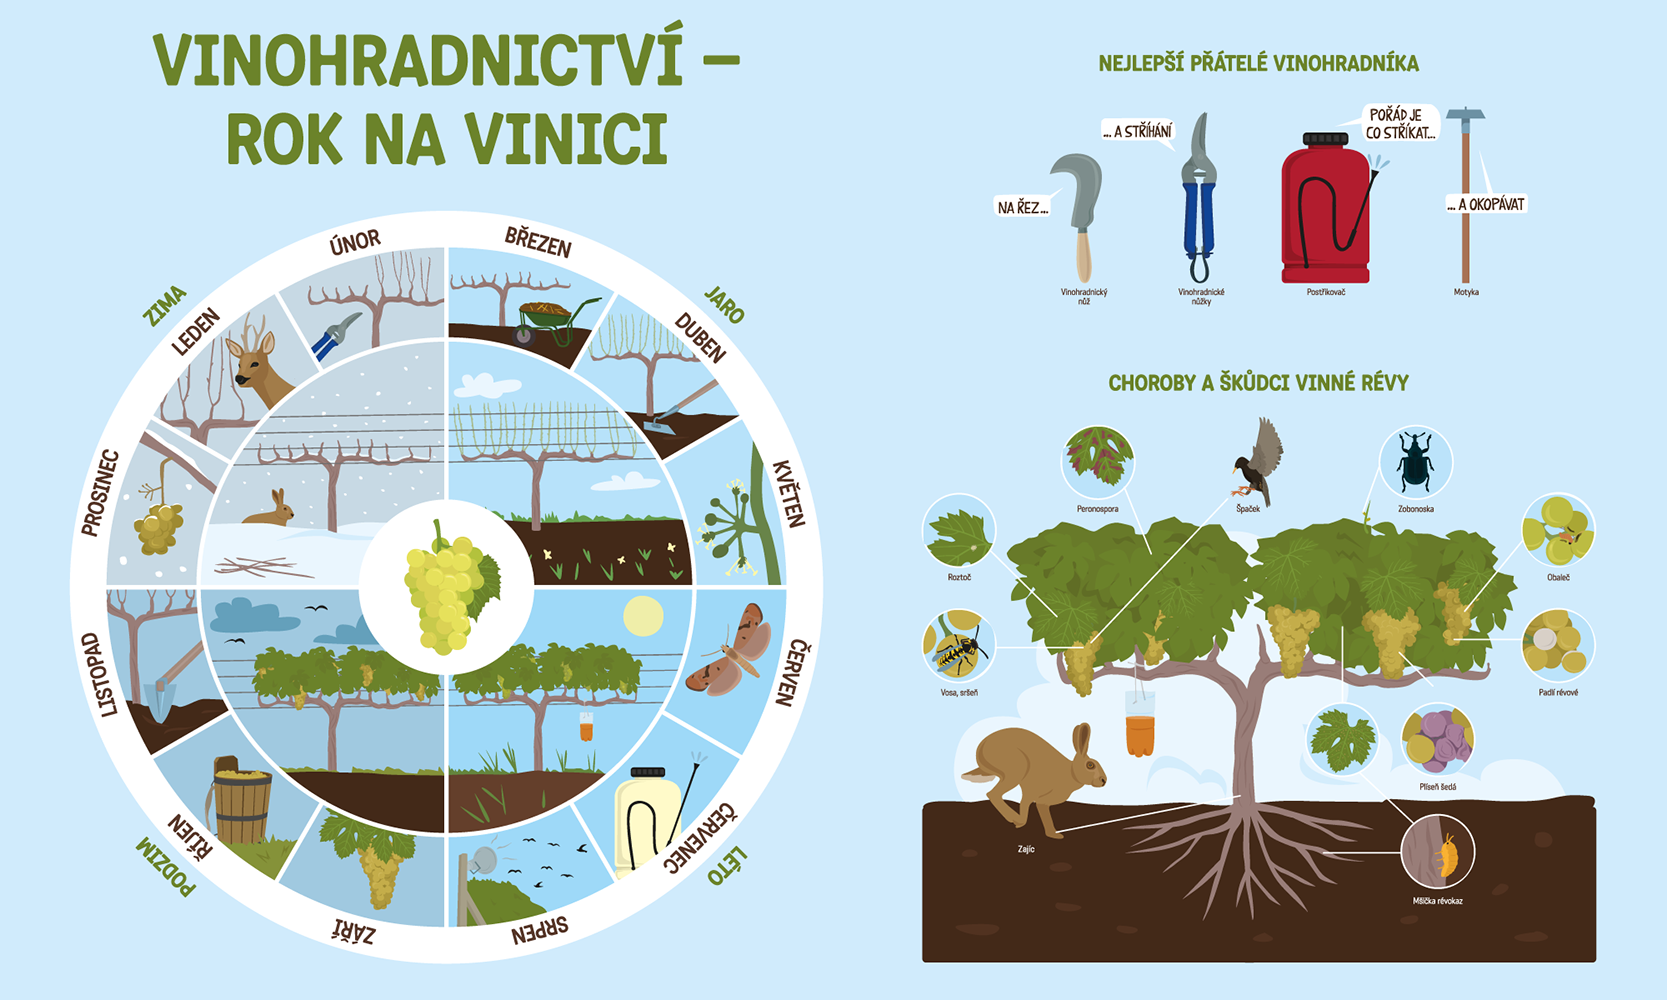 VINOHRADNICTVÍ –
ROK NA VINICI
ÚNOR
BŘEZEN
ZIMA
LEDEN
JARO
DUBEN
PROSINEC
KVĚTEN
LISTOPAD
ČERVEN
ŘÍJEN
PODZIM
ČERVENEC
LÉTO
ZÁŘÍ
SRPEN
NEJLEPŠÍ PŘÁTELÉ VINOHRADNÍKA
NA ŘEZ...
... A STŘÍHÁNÍ
POŘÁD JE
CO STŘÍKAT...
... A OKOPÁVAT
Vinohradnický
nůž
Vinohradnické
nůžky
Postřikovač
Motyka
CHOROBY A ŠKŮDCI VINNÉ RÉVY
Peronospora
Špaček
Zobonoska
Roztoč
Obaleč
Vosa, sršeň
Padlí révové
Plíseň šedá
Zajíc
Mšička révokaz